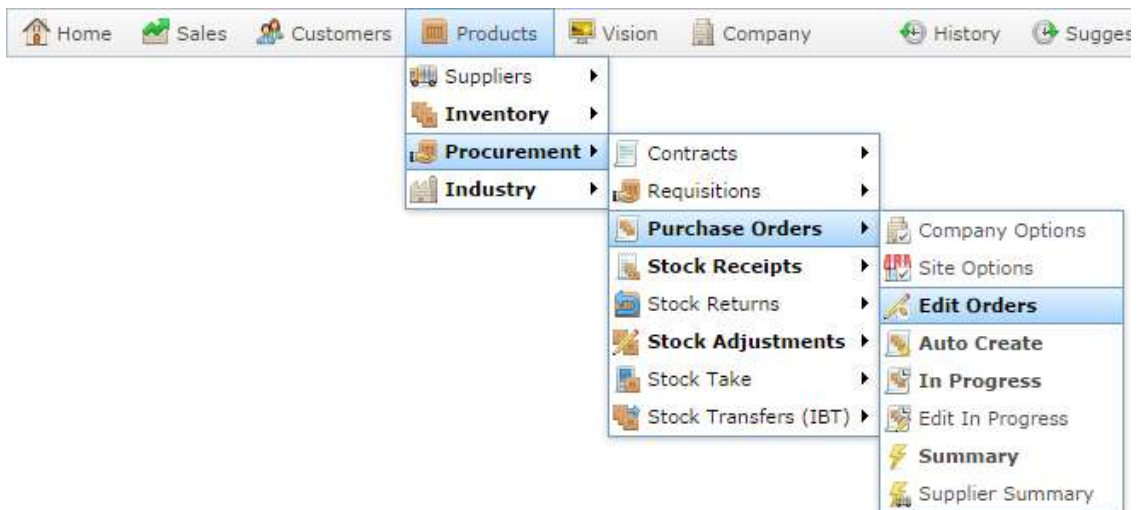 Home Sales Customers Products Vision Company History Sugges
Suppliers
Inventory
Procurement
Industry
Contracts
Requisitions
Purchase Orders
Stock Receipts
Stock Returns
Stock Adjustments
Stock Take
Stock Transfers (IBT)
Company Options
Site Options
Edit Orders
Auto Create
In Progress
Edit In Progress
Summary
Supplier Summary